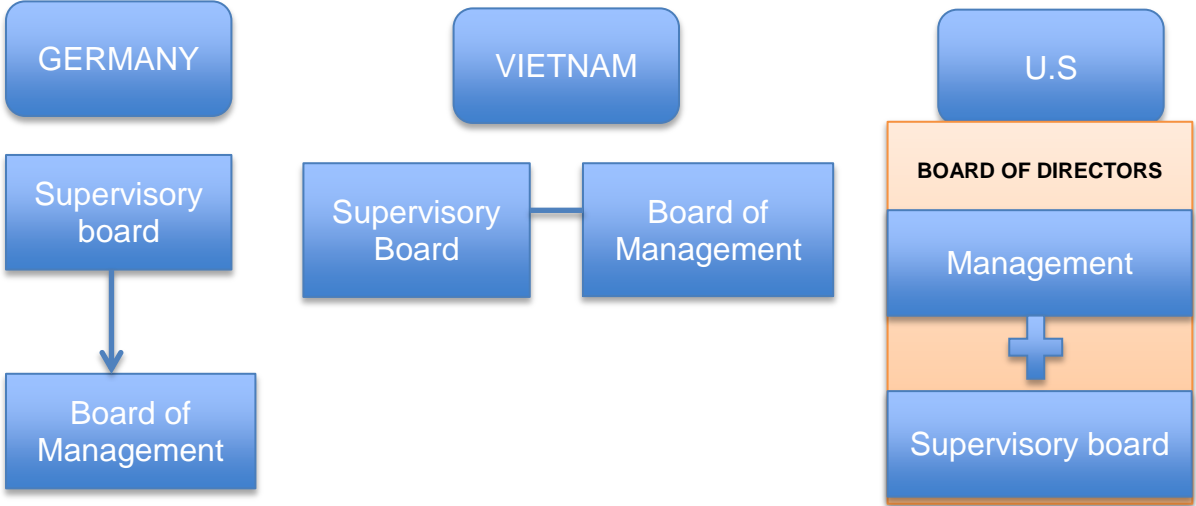 GERMANY
Supervisory
board
Board of
Management
VIETNAM
Supervisory
Board
Board of
Management
U.S
BOARD OF DIRECTORS
Management
Supervisory board